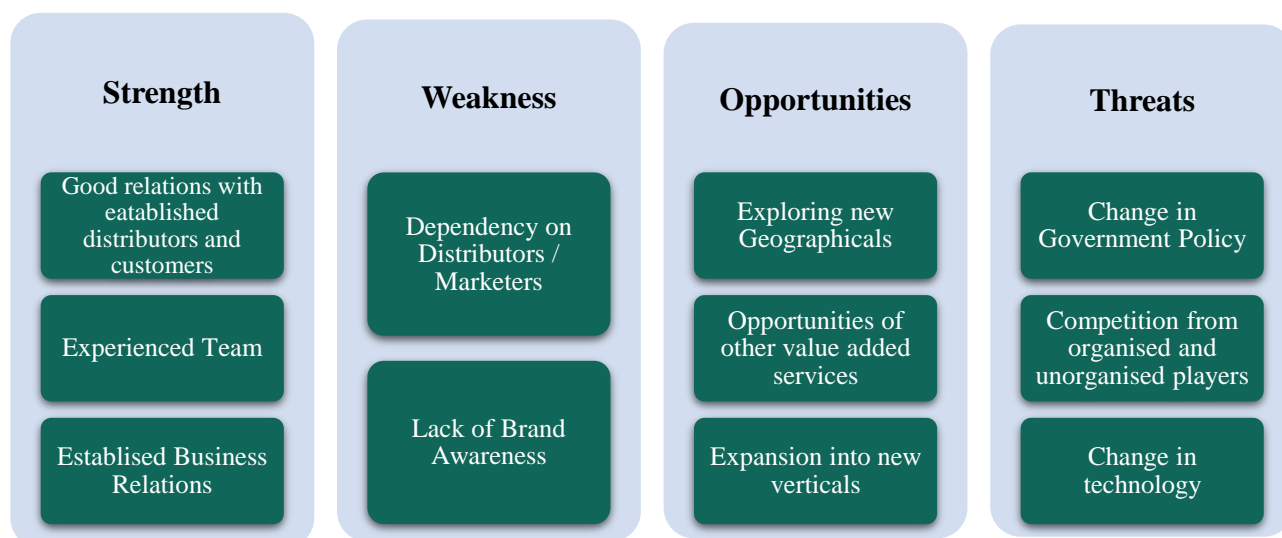 Strength
Good relations with
eatablished
distributors and
customers
Experienced Team
Establised Business
Relations
Weakness
Dependency on
Distributors /
Marketers
Lack of Brand
Awareness
Opportunities
Exploring new
Geographicals
Opportunities of
other value added
services
Expansion into new
verticals
Threats
Change in
Government Policy
Competition from
organised and
unorganised players
Change in
technology